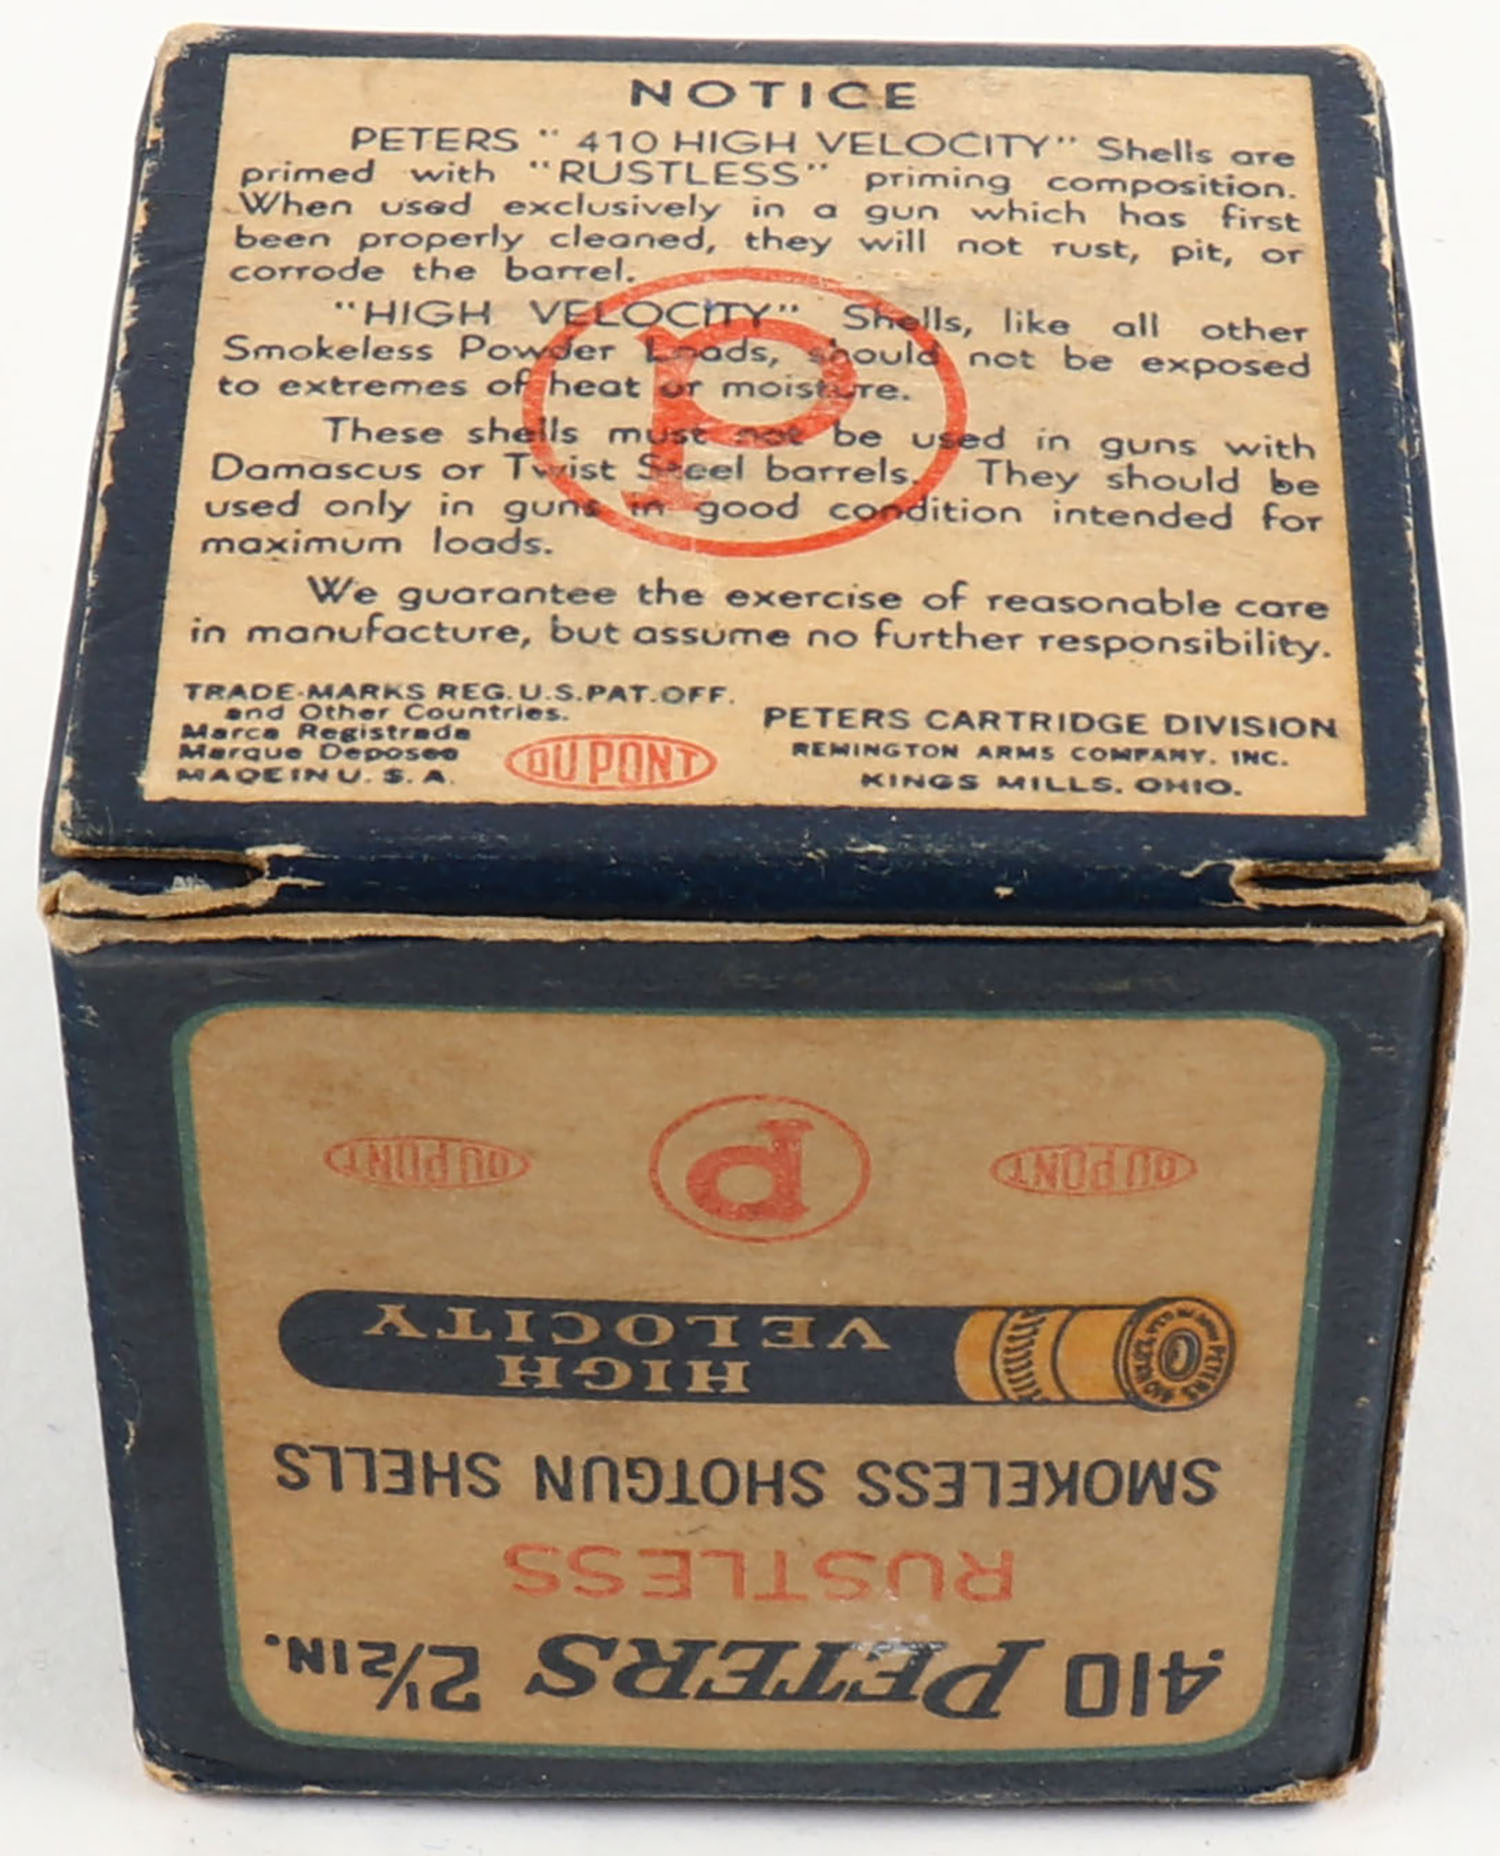 NOTICE
PETERS "410 HIGH VELOCITY" Shells are
primed with "RUSTLESS" priming composition.
When used exclusively in a gun which has first
been properly cleaned, they will not rust, pit, or
corrode the barrel.
"HIGH VELOCITY" Shells, like all other
Smokeless Powder Loads, should not be exposed
to extremes of heat or moisture.
These shells must not be used in guns with
Damascus or Twist Steel barrels. They should be
used only in guns in good condition intended for
maximum loads.
We guarantee the exercise of reasonable care
in manufacture, but assume no further responsibility.
P
TRADE-MARKS REG. U.S. PAT. OFF.
and Other Countries.
Marca Registrada
Marque Deposee
MADE IN U. S. A.
DU PONT
PETERS CARTRIDGE DIVISION
REMINGTON ARMS COMPANY, INC.
KINGS MILLS, OHIO.
.410 PETERS 2½ IN.
RUSTLESS
SMOKELESS SHOTGUN SHELLS
HIGH
VELOCITY
PETERS
410
DU PONT P DU PONT